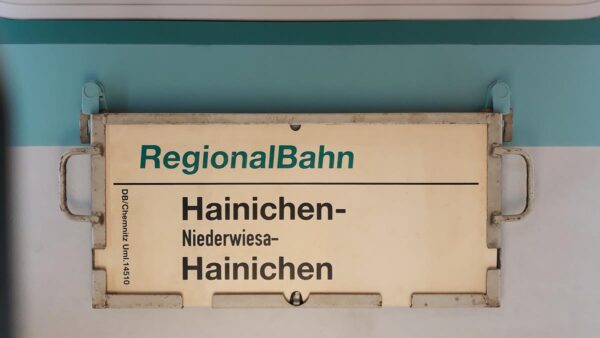 RegionalBahn
DB/Chemnitz Uml.14510
Hainichen-
Niederwiesa-
Hainichen